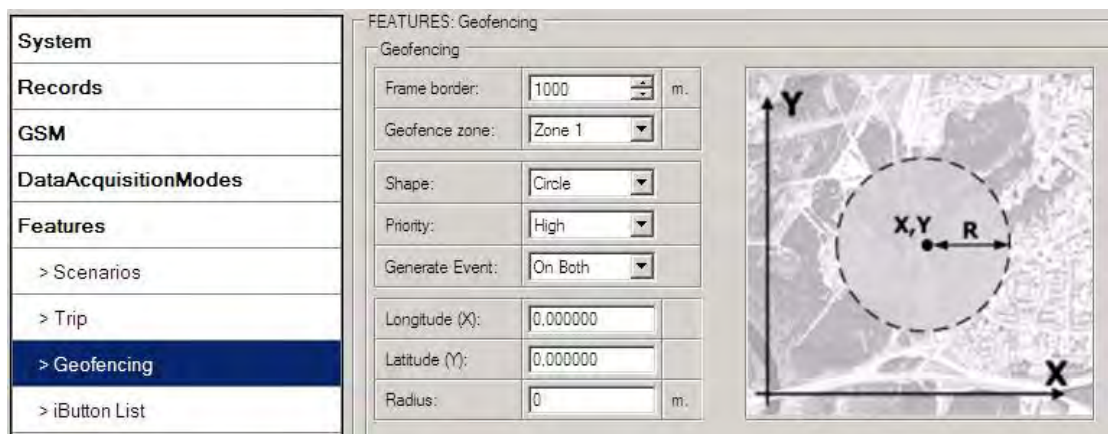 System
Records
GSM
DataAcquisitionModes
Features
> Scenarios
> Trip
> Geofencing
> iButton List
FEATURES: Geofencing
Geofencing
Frame border: 1000 m.
Geofence zone: Zone 1
Shape: Circle
Priority: High
Generate Event: On Both
Longitude (X): 0,000000
Latitude (Y): 0,000000
Radius: 0 m.
Y
X,Y R
X